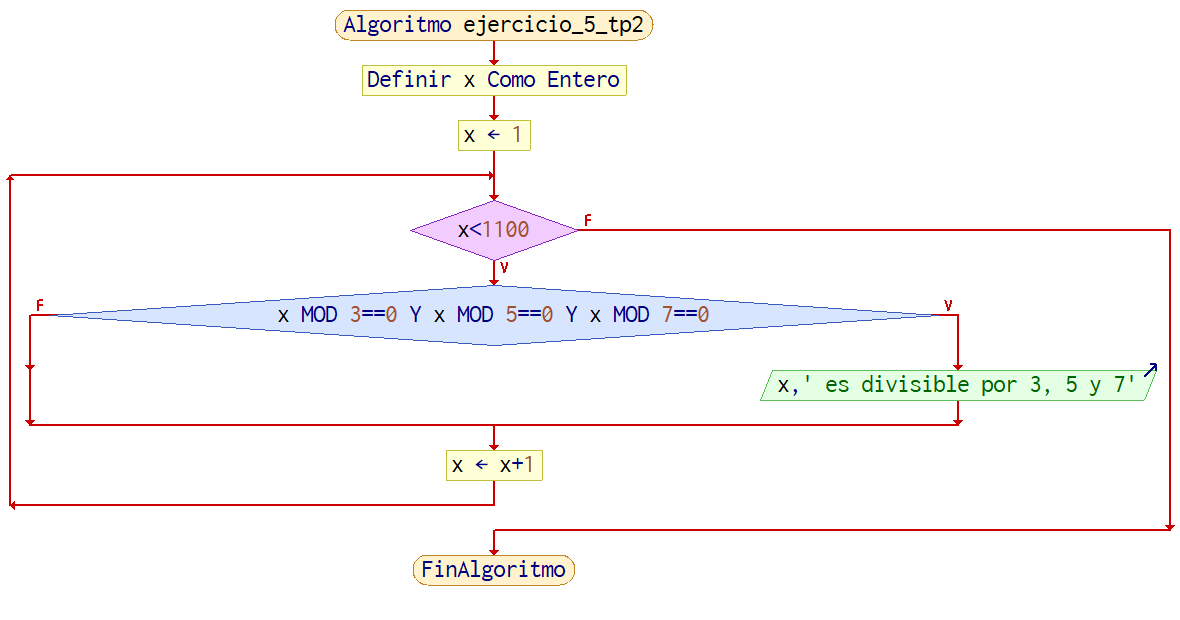 Algoritmo ejercicio_5_tp2
Definir x Como Entero
x ← 1
x<1100
F
V
F
x MOD 3==0 Y x MOD 5==0 Y x MOD 7==0
V
x,' es divisible por 3, 5 y 7'
x ← x+1
FinAlgoritmo